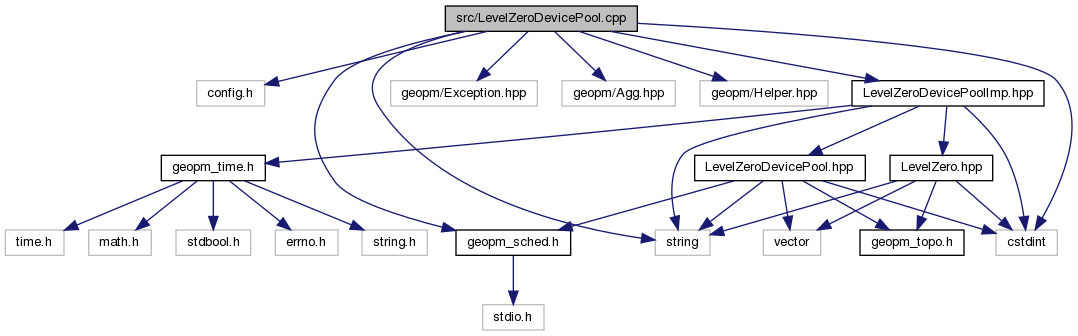 src/LevelZeroDevicePool.cpp
config.h
geopm/Exception.hpp
geopm/Agg.hpp
geopm/Helper.hpp
LevelZeroDevicePoolImp.hpp
geopm_time.h
LevelZeroDevicePool.hpp
LevelZero.hpp
time.h
math.h
stdbool.h
errno.h
string.h
geopm_sched.h
string
vector
geopm_topo.h
cstdint
stdio.h